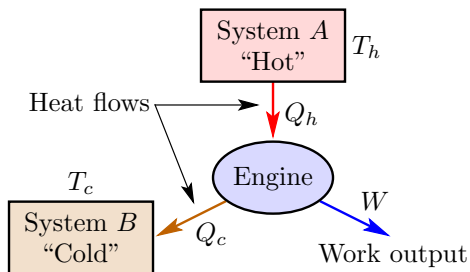 System A
“Hot”
T_h
Heat flows
Q_h
Engine
T_c
W
System B
“Cold”
Q_c
Work output